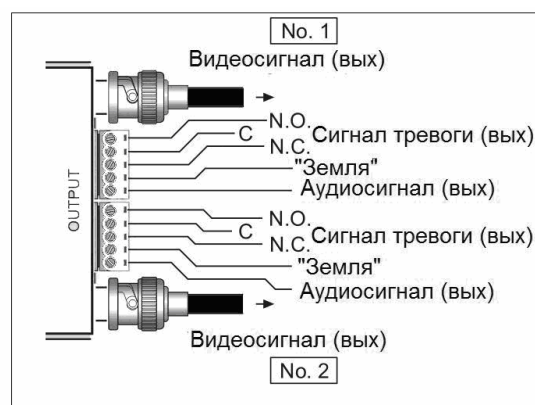 No. 1
Видеосигнал (вых)
N.O.
C Сигнал тревоги (вых)
N.C.
"Земля"
Аудиосигнал (вых)
OUTPUT
N.O.
C Сигнал тревоги (вых)
N.C.
"Земля"
Аудиосигнал (вых)
Видеосигнал (вых)
No. 2